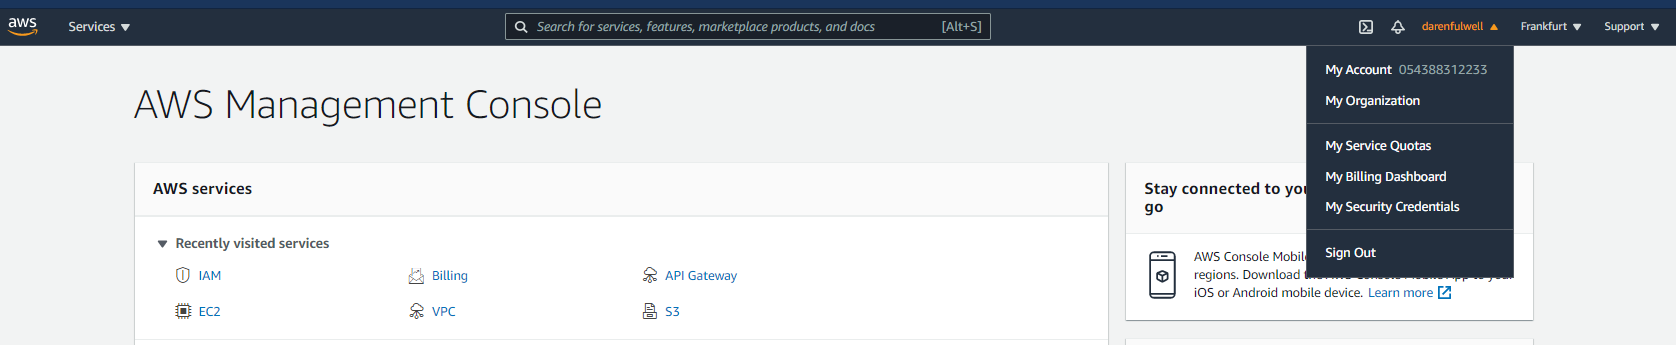 aws Services Search for services, features, marketplace products, and docs [Alt+S] darenfulwell Frankfurt Support
My Account 054388312233
My Organization
My Service Quotas
My Billing Dashboard
My Security Credentials
Sign Out
AWS Management Console
AWS services
Recently visited services
IAM Billing API Gateway
EC2 VPC S3
Stay connected to you
go
AWS Console Mobil
regions. Download th
iOS or Android mobile device. Learn more